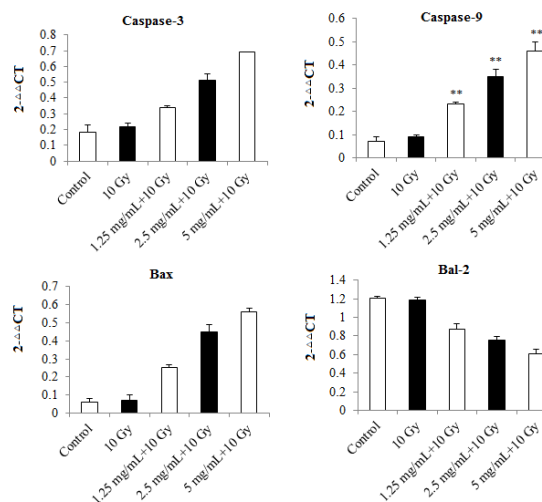 Caspase-3
2-△△CT
0.8
0.7
0.6
0.5
0.4
0.3
0.2
0.1
0
Control
10 Gy
1.25 mg/mL+10 Gy
2.5 mg/mL+10 Gy
5 mg/mL+10 Gy
Caspase-9
2-△△CT
0.6
0.5
0.4
0.3
0.2
0.1
0
**
**
**
Control
10 Gy
1.25 mg/mL+10 Gy
2.5 mg/mL+10 Gy
5 mg/mL+10 Gy
Bax
2-△△CT
0.7
0.6
0.5
0.4
0.3
0.2
0.1
0
Control
10 Gy
1.25 mg/mL+10 Gy
2.5 mg/mL+10 Gy
5 mg/mL+10 Gy
Bal-2
2-△△CT
1.4
1.2
1
0.8
0.6
0.4
0.2
0
Control
10 Gy
1.25 mg/mL+10 Gy
2.5 mg/mL+10 Gy
5 mg/mL+10 Gy